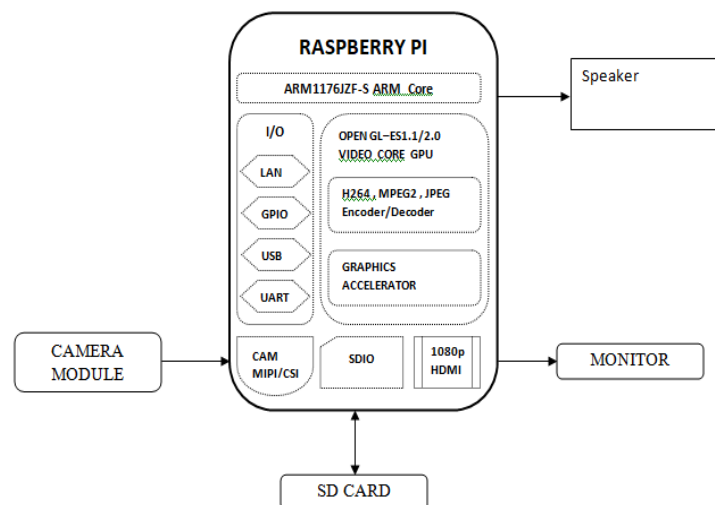 RASPBERRY PI
ARM1176JZF-S ARM Core
I/O
LAN
GPIO
USB
UART
OPEN GL–ES1.1/2.0
VIDEO CORE GPU
H264 , MPEG2 , JPEG
Encoder/Decoder
GRAPHICS
ACCELERATOR
CAM
MIPI/CSI
SDIO
1080p
HDMI
Speaker
CAMERA
MODULE
MONITOR
SD CARD